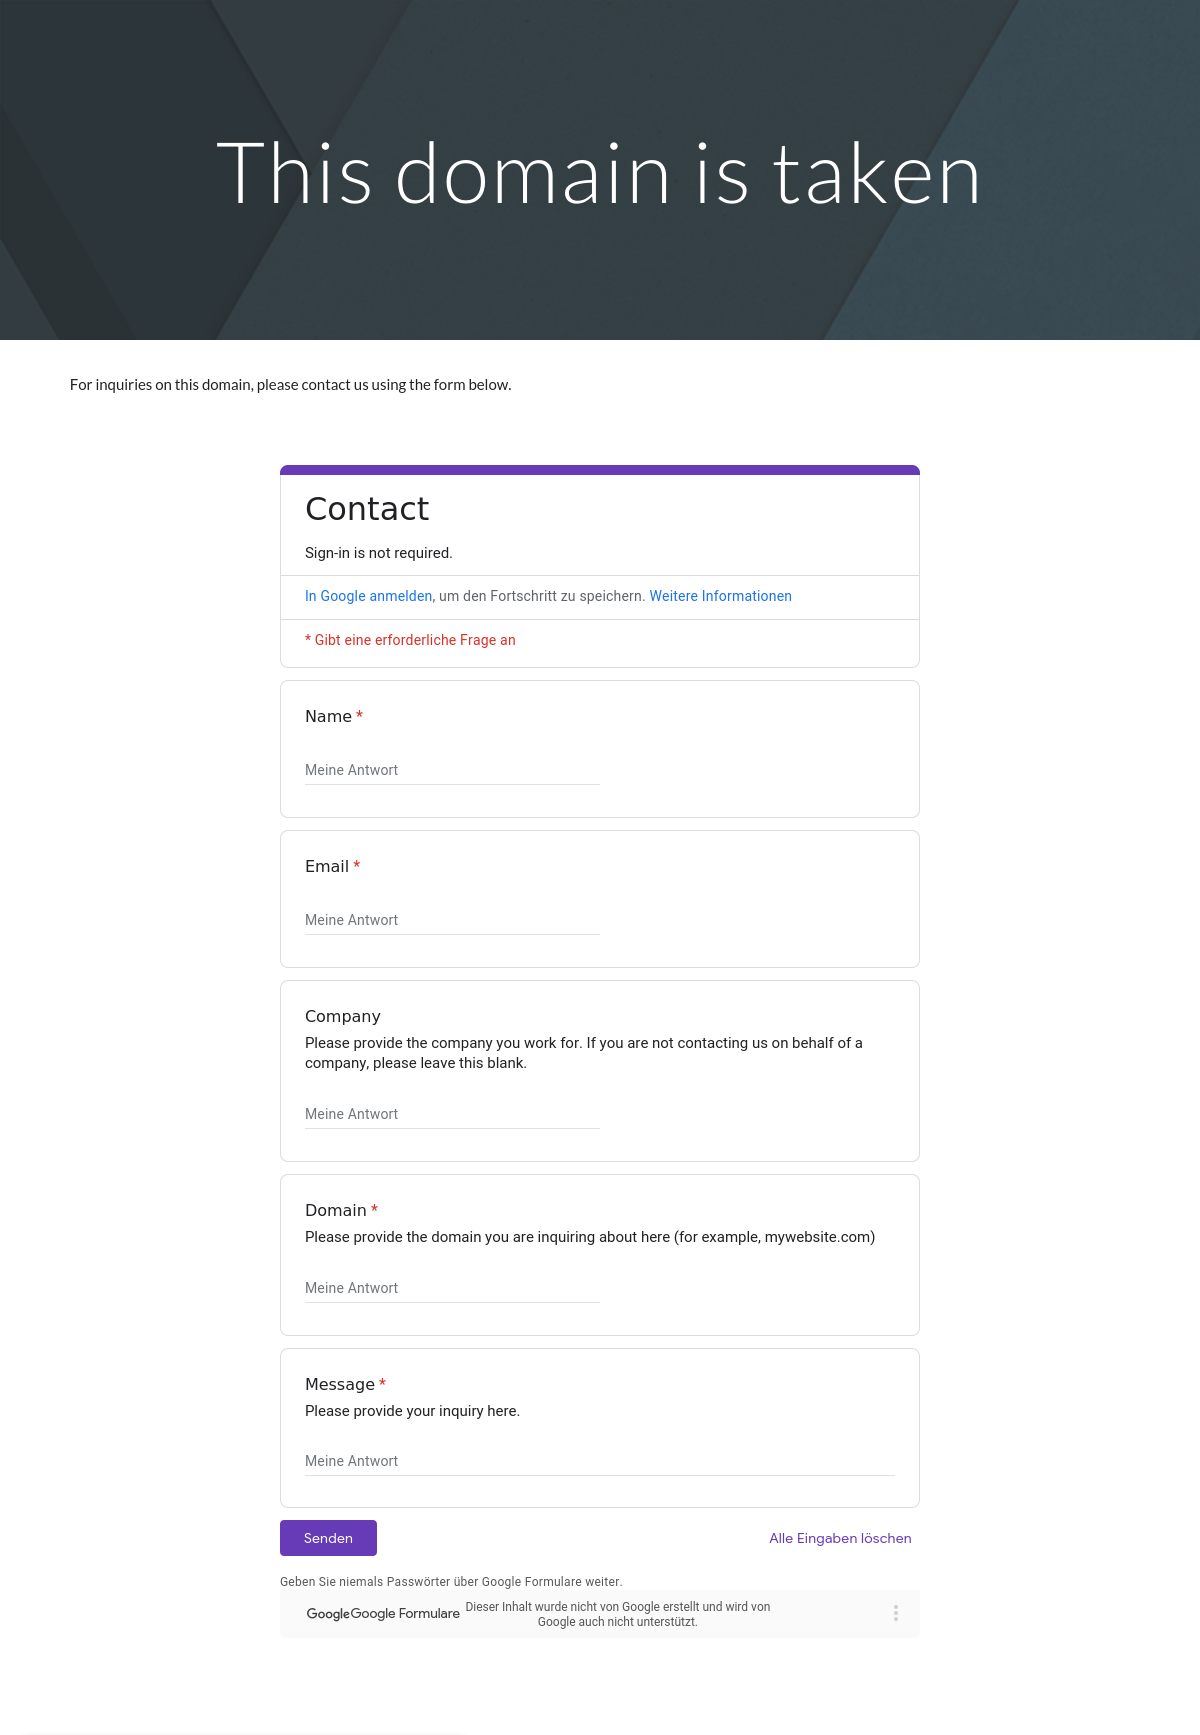 This domain is taken
For inquiries on this domain, please contact us using the form below.
Contact
Sign-in is not required.
In Google anmelden, um den Fortschritt zu speichern. Weitere Informationen
* Gibt eine erforderliche Frage an
Name *
Meine Antwort
Email *
Meine Antwort
Company
Please provide the company you work for. If you are not contacting us on behalf of a
company, please leave this blank.
Meine Antwort
Domain *
Please provide the domain you are inquiring about here (for example, mywebsite.com)
Meine Antwort
Message *
Please provide your inquiry here.
Meine Antwort
Senden
Alle Eingaben löschen
Geben Sie niemals Passwörter über Google Formulare weiter.
GoogleGoogle Formulare
Dieser Inhalt wurde nicht von Google erstellt und wird von
Google auch nicht unterstützt.